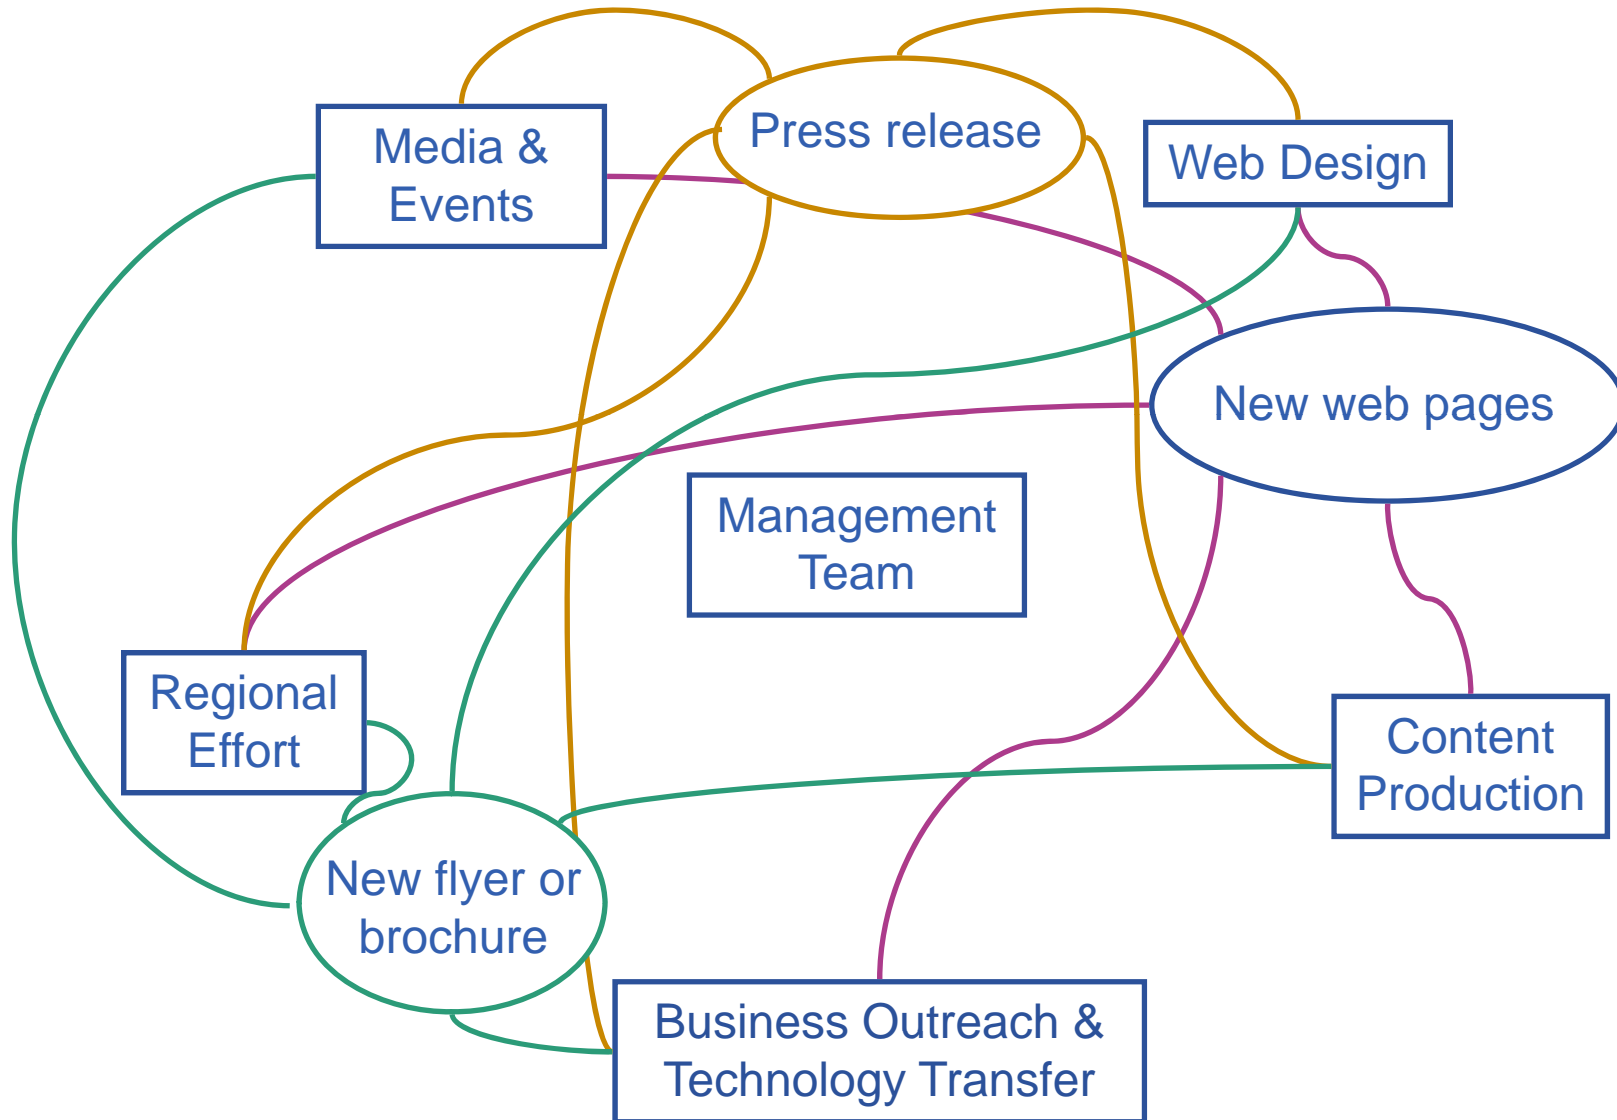 Press release
Media &
Events
Web Design
New web pages
Management
Team
Regional
Effort
Content
Production
New flyer or
brochure
Business Outreach &
Technology Transfer